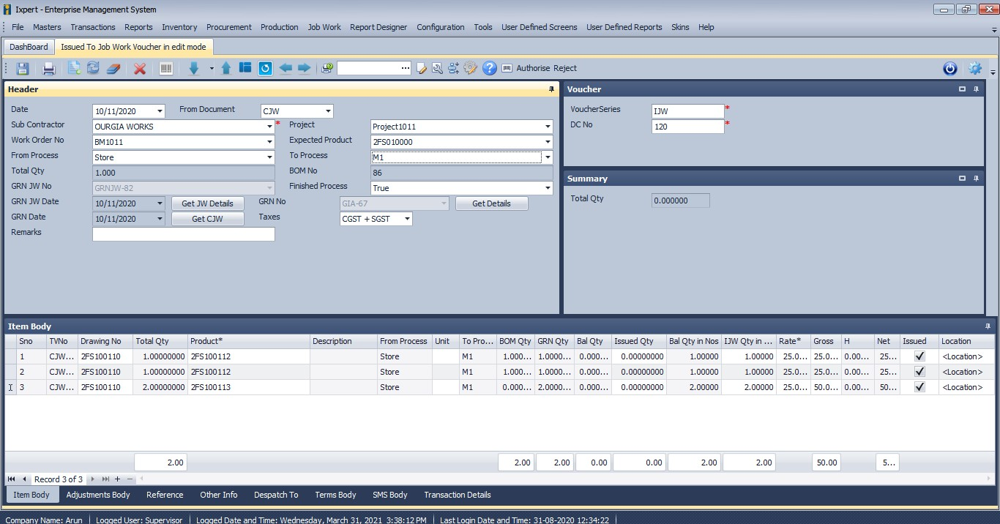 Ixpert - Enterprise Management System
File Masters Transactions Reports Inventory Procurement Production Job Work Report Designer Configuration Tools User Defined Screens User Defined Reports Skins Help
DashBoard Issued To Job Work Voucher in edit mode
... Authorise Reject
Header
Date 10/11/2020 From Document CJW
Sub Contractor OURGIA WORKS * Project Project1011
Work Order No BM1011 Expected Product 2FS010000
From Process Store To Process M1
Total Qty 1.000 BOM No 86
GRN JW No GRNJW-82 Finished Process True
GRN JW Date 10/11/2020 Get JW Details GRN No GIA-67 Get Details
GRN Date 10/11/2020 Get CJW Taxes CGST + SGST
Remarks
Voucher
VoucherSeries IJW *
DC No 120 *
Summary
Total Qty 0.000000
Item Body
Sno TVNo Drawing No Total Qty Product* Description From Process Unit To Pro... BOM Qty GRN Qty Bal Qty Issued Qty Bal Qty in Nos IJW Qty in ... Rate* Gross H Net Issued Location
1 CJW... 2FS100110 1.00000000 2FS100112 Store M1 1.000... 1.0000... 0.000... 0.00000000 1.00000 1.00000 25.0... 25.0... 0.00... 25... <Location>
2 CJW... 2FS100110 1.00000000 2FS100112 Store M1 1.000... 1.0000... 0.000... 0.00000000 1.00000 1.00000 25.0... 25.0... 0.00... 25... <Location>
3 CJW... 2FS100110 2.00000000 2FS100113 Store M1 0.000... 2.0000... 0.000... 0.00000000 2.00000 2.00000 25.0... 50.0... 0.00... 50... <Location>
2.00 2.00 2.00 0.00 0.00 2.00 2.00 50.00 5...
Record 3 of 3
Item Body Adjustments Body Reference Other Info Despatch To Terms Body SMS Body Transaction Details
Company Name: Arun Logged User: Supervisor Logged Date and Time: Wednesday, March 31, 2021 3:38:12 PM Last Login Date and Time: 31-08-2020 12:34:22